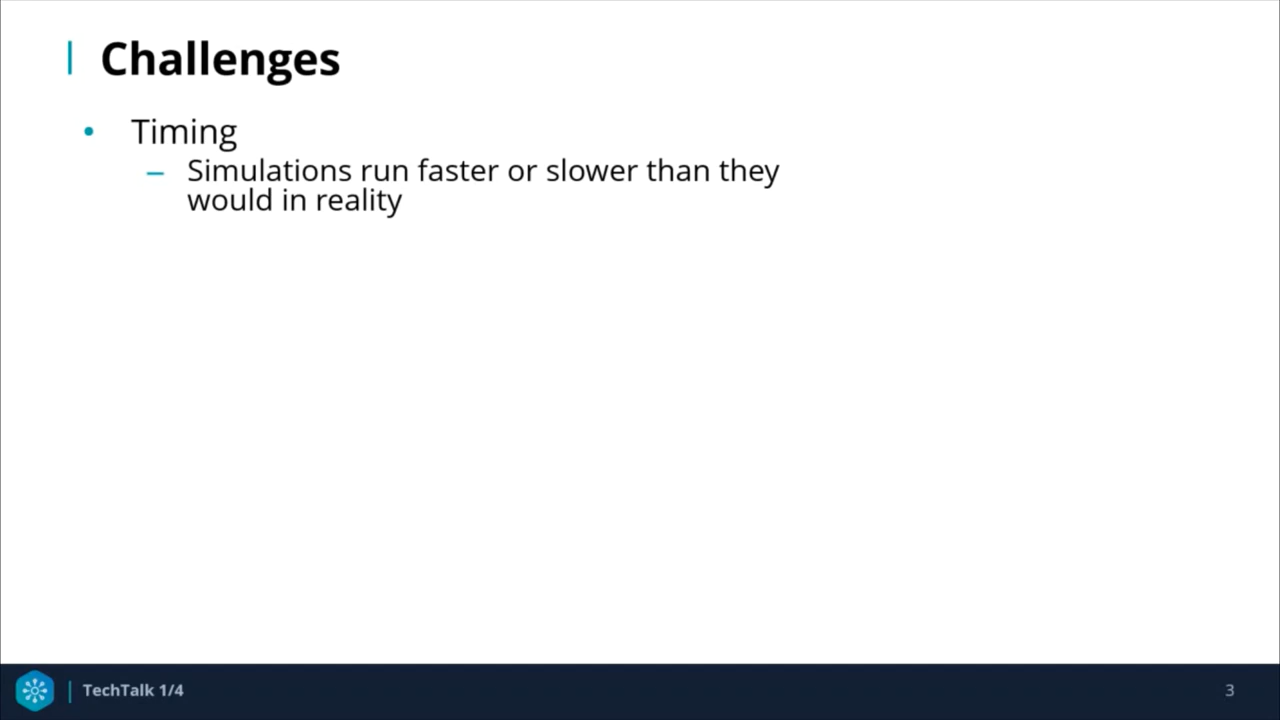 Challenges
• Timing
– Simulations run faster or slower than they
would in reality
TechTalk 1/4
3